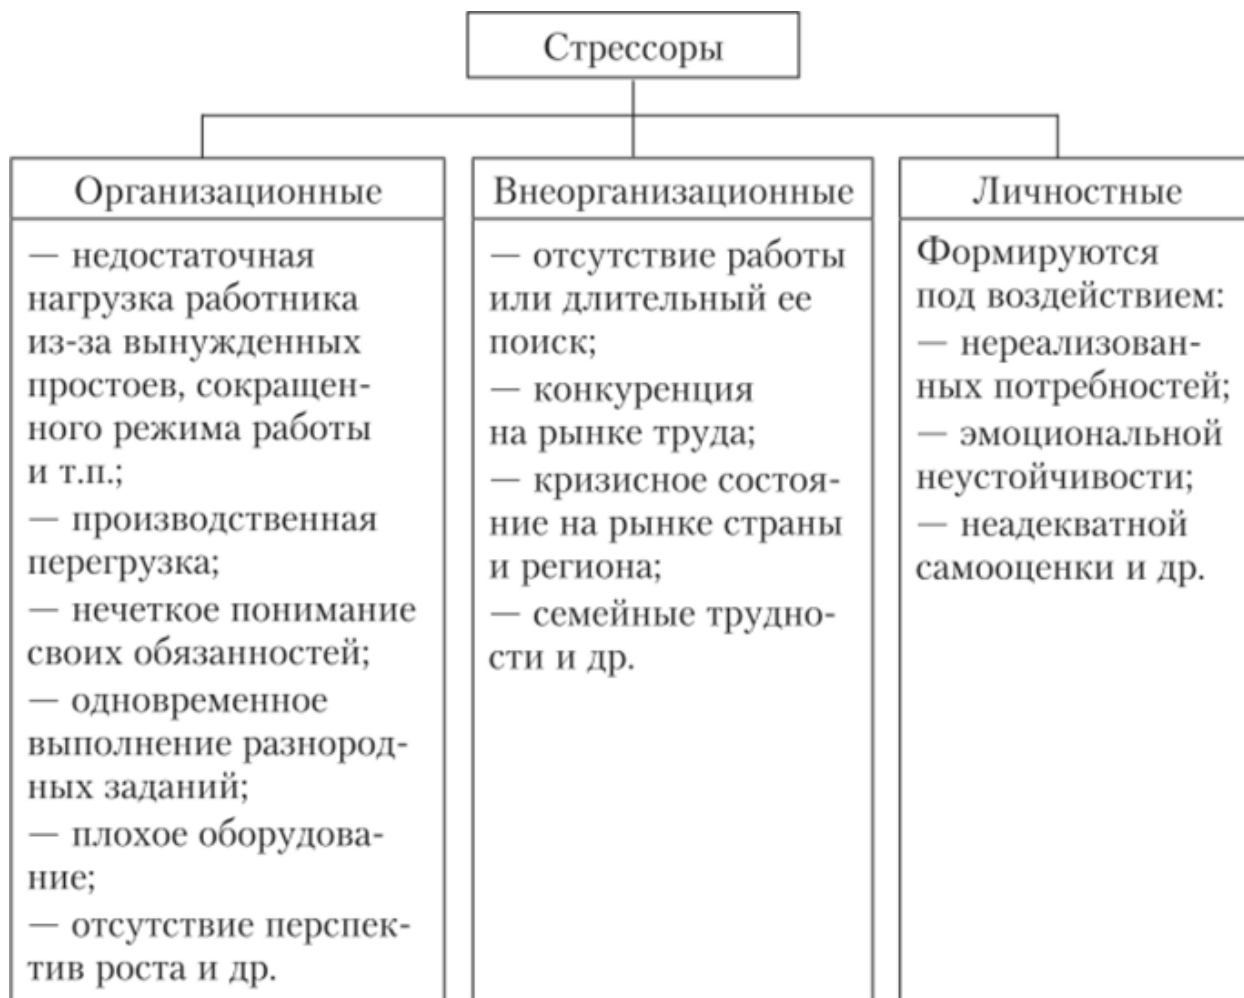 Стрессоры
Организационные
— недостаточная
нагрузка работника
из-за вынужденных
простоев, сокращен-
ного режима работы
и т.п.;
— производственная
перегрузка;
— нечеткое понимание
своих обязанностей;
— одновременное
выполнение разнород-
ных заданий;
— плохое оборудова-
ние;
— отсутствие перспек-
тив роста и др.
Внеорганизационные
— отсутствие работы
или длительный ее
поиск;
— конкуренция
на рынке труда;
— кризисное состоя-
ние на рынке страны
и региона;
— семейные трудно-
сти и др.
Личностные
Формируются
под воздействием:
— нереализован-
ных потребностей;
— эмоциональной
неустойчивости;
— неадекватной
самооценки и др.